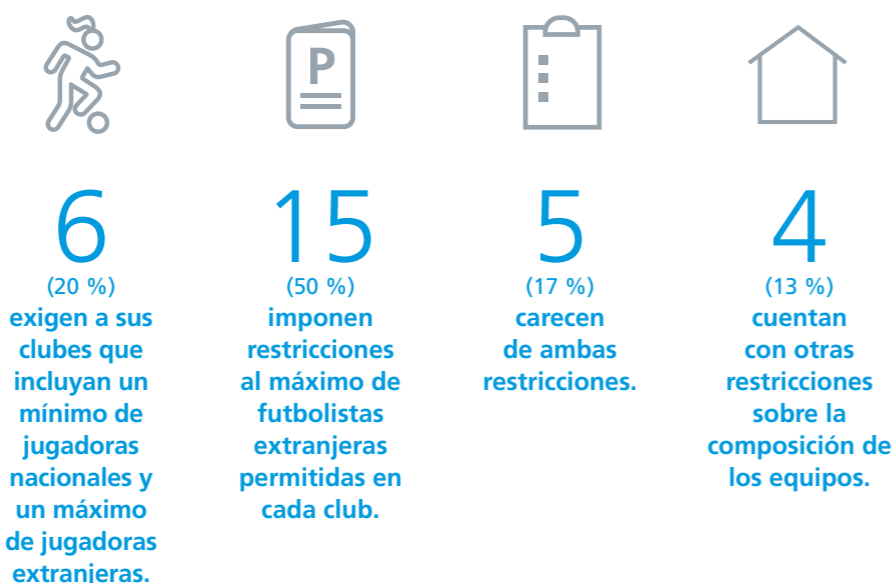 P
6
(20 %)
exigen a sus
clubes que
incluyan un
mínimo de
jugadoras
nacionales y
un máximo
de jugadoras
extranjeras.
15
(50 %)
imponen
restricciones
al máximo de
futbolistas
extranjeras
permitidas en
cada club.
5
(17 %)
carecen
de ambas
restricciones.
4
(13 %)
cuentan
con otras
restricciones
sobre la
composición de
los equipos.